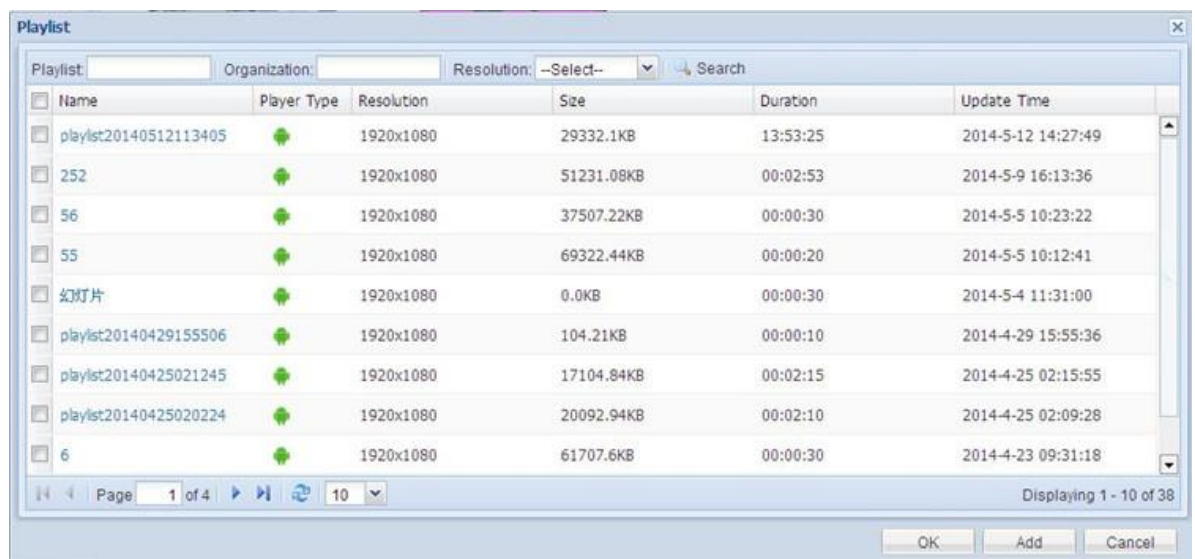 Playlist
Playlist: Organization: Resolution: --Select-- Search
Name Player Type Resolution Size Duration Update Time
playlist20140512113405 1920x1080 29332.1KB 13:53:25 2014-5-12 14:27:49
252 1920x1080 51231.08KB 00:02:53 2014-5-9 16:13:36
56 1920x1080 37507.22KB 00:00:30 2014-5-5 10:23:22
55 1920x1080 69322.44KB 00:00:20 2014-5-5 10:12:41
幻灯片 1920x1080 0.0KB 00:00:30 2014-5-4 11:31:00
playlist20140429155506 1920x1080 104.21KB 00:00:10 2014-4-29 15:55:36
playlist20140425021245 1920x1080 17104.84KB 00:02:15 2014-4-25 02:15:55
playlist20140425020224 1920x1080 20092.94KB 00:02:10 2014-4-25 02:09:28
6 1920x1080 61707.6KB 00:00:30 2014-4-23 09:31:18
Page 1 of 4 10 Displaying 1 - 10 of 38
OK Add Cancel